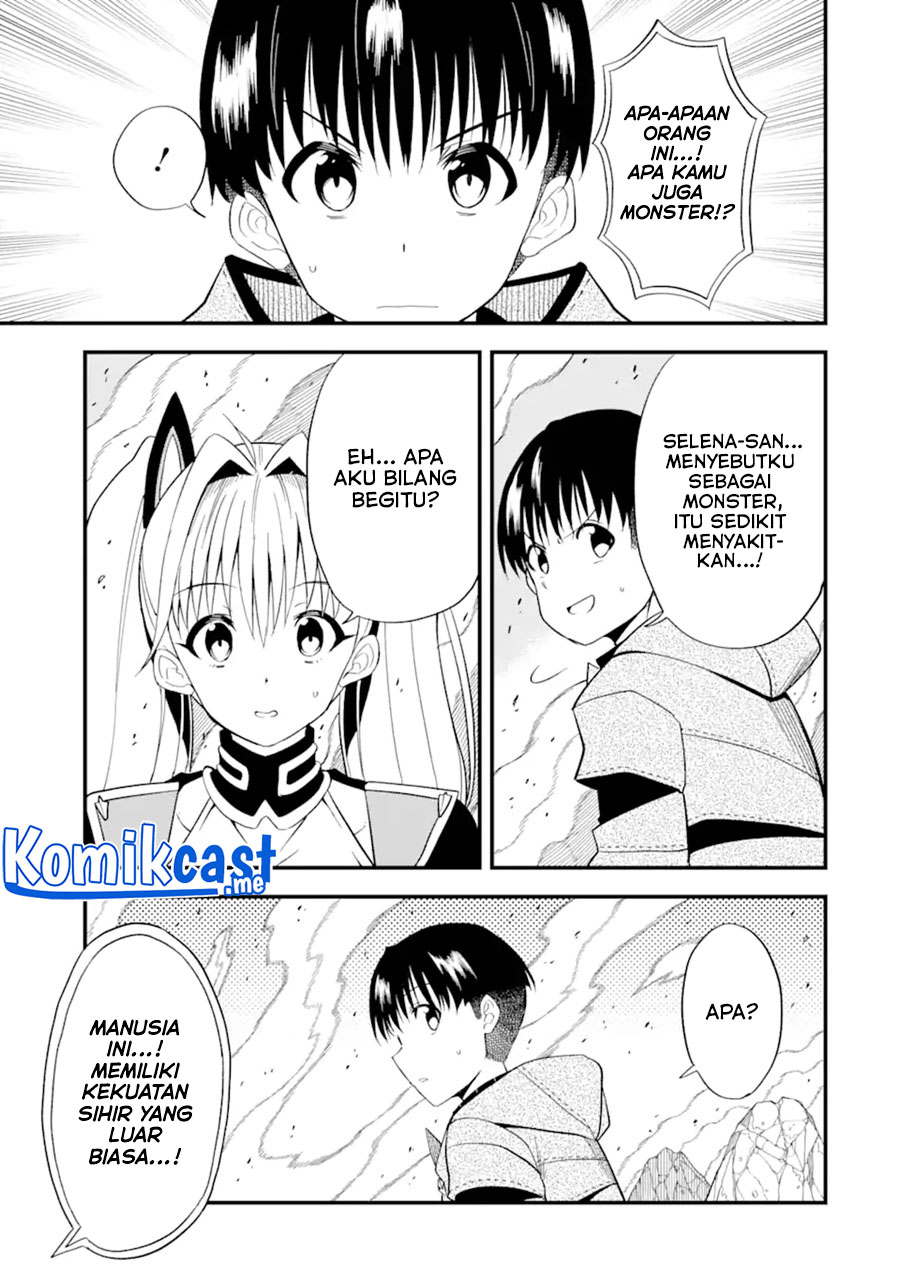 APA-APAAN
ORANG
INI...!
APA KAMU
JUGA
MONSTER!?
!
SELENA-SAN...
MENYEBUTKU
SEBAGAI
MONSTER,
ITU SEDIKIT
MENYAKIT-
KAN...!
EH... APA
AKU BILANG
BEGITU?
Komikcast
.me
APA?
MANUSIA
INI...!
MEMILIKI
KEKUATAN
SIHIR YANG
LUAR
BIASA...!